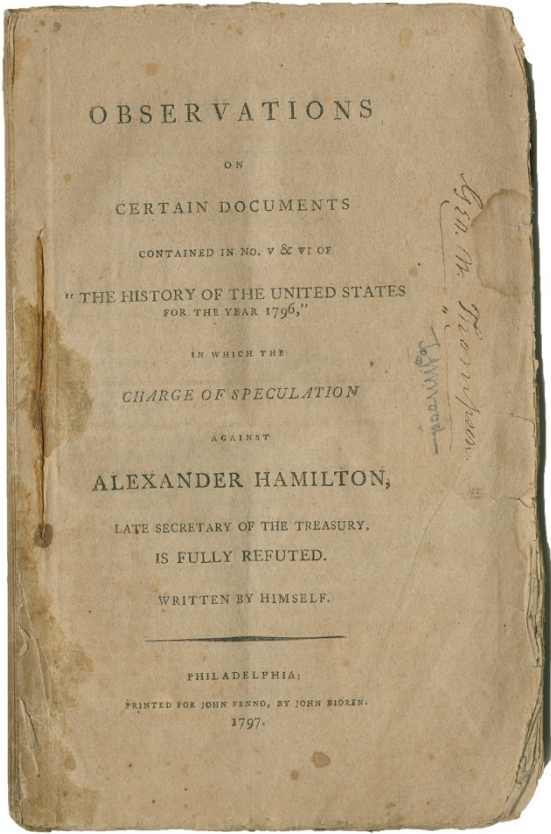 OBSERVATIONS
ON
CERTAIN DOCUMENTS
CONTAINED IN No. V & VI OF
“ THE HISTORY OF THE UNITED STATES
FOR THE YEAR 1796,”
IN WHICH THE
CHARGE OF SPECULATION
AGAINST
ALEXANDER HAMILTON,
LATE SECRETARY OF THE TREASURY,
IS FULLY REFUTED.
WRITTEN BY HIMSELF.
PHILADELPHIA:
PRINTED FOR JOHN FENNO, BY JOHN BIOREN.
1797.
Geo. W. Thompson.